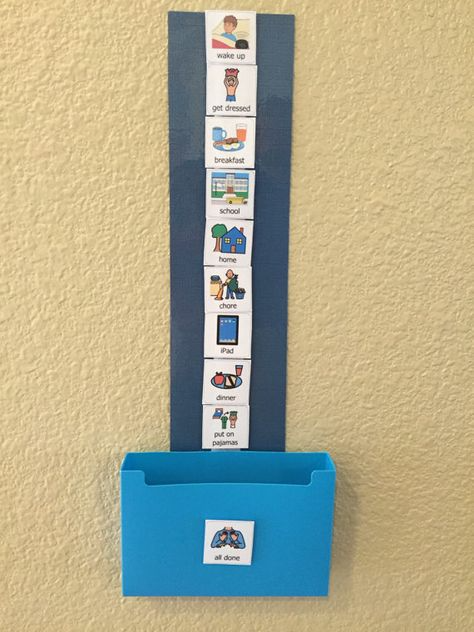 wake up
get dressed
breakfast
school
home
chore
iPad
dinner
put on
pajamas
all done